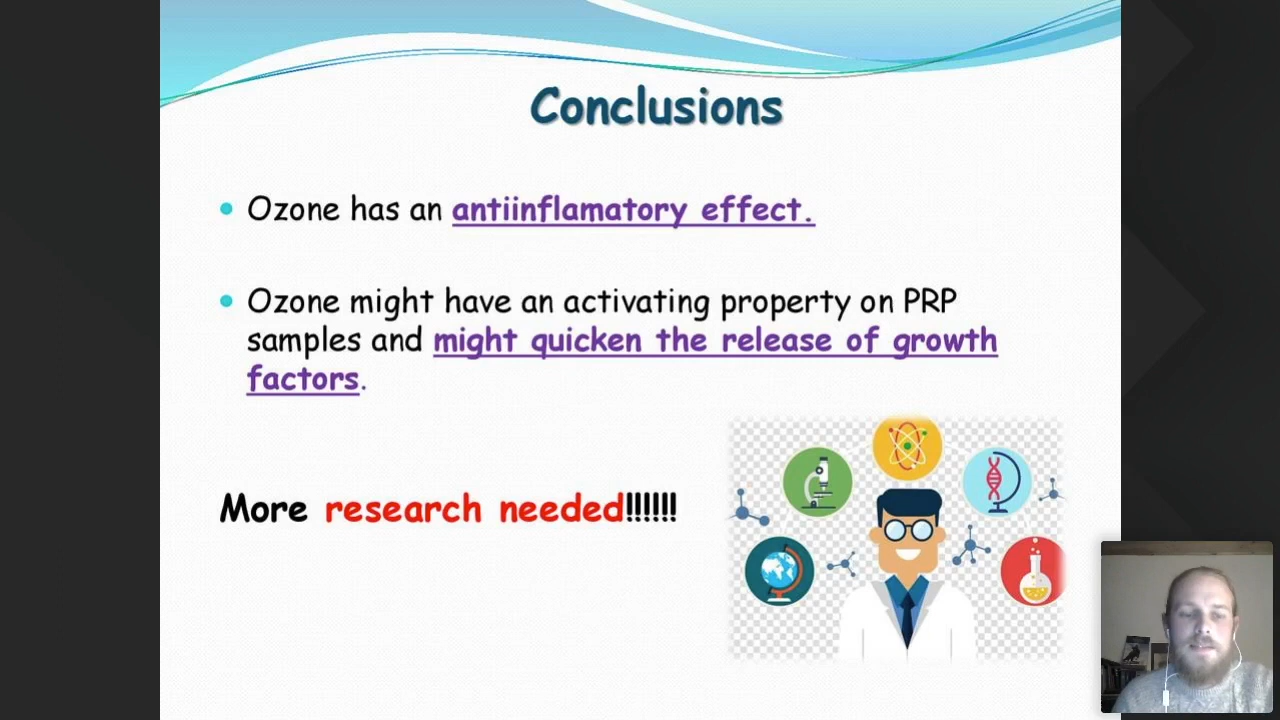 Conclusions
• Ozone has an antiinflamatory effect.
• Ozone might have an activating property on PRP
samples and might quicken the release of growth
factors.
More research needed!!!!!!